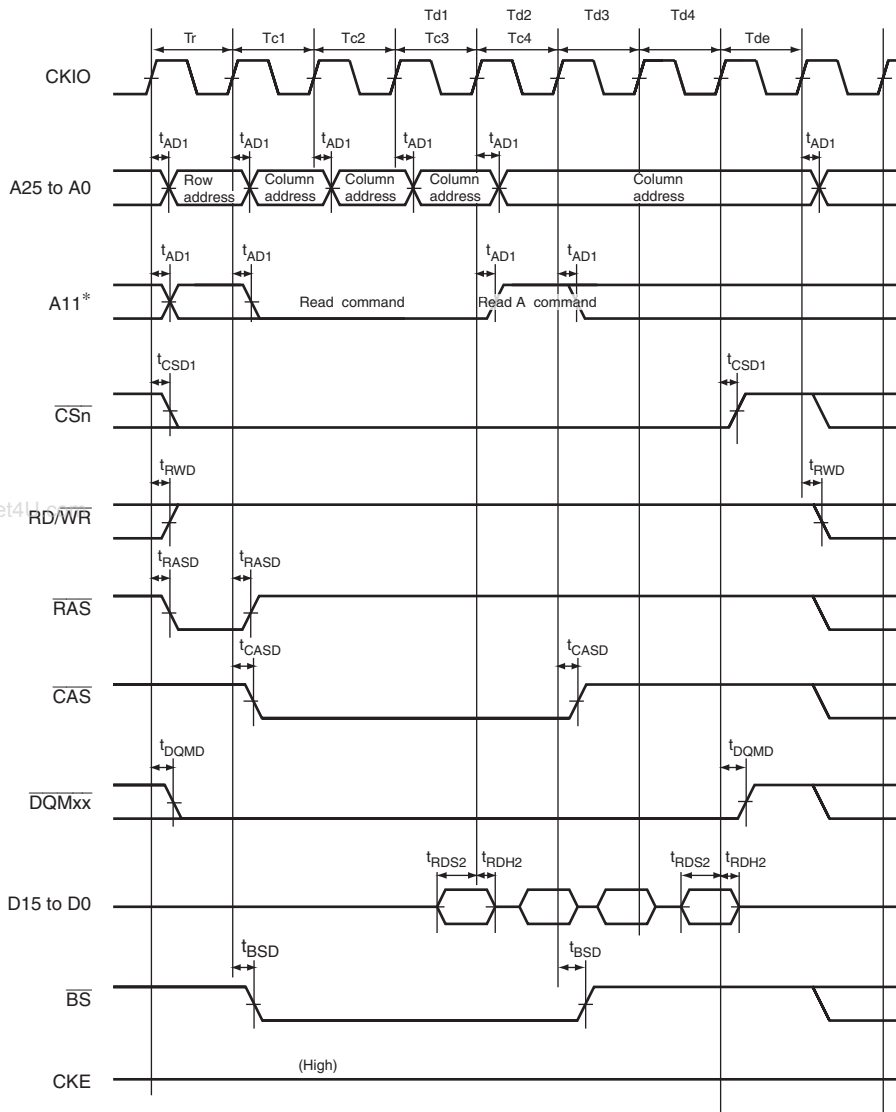 Td1 Td2 Td3 Td4
Tr Tc1 Tc2 Tc3 Tc4 Tde
CKIO
tAD1 tAD1 tAD1 tAD1 tAD1 tAD1
A25 to A0
Row address
Column address
Column address
Column address
Column address
tAD1 tAD1 tAD1 tAD1
A11*
Read command
Read A command
tCSD1 tCSD1
CSn
tRWD tRWD
et4U.com
RD/WR
tRASD tRASD
RAS
tCASD tCASD
CAS
tDQMD tDQMD
DQMxx
tRDS2 tRDH2 tRDS2 tRDH2
D15 to D0
tBSD tBSD
BS
(High)
CKE